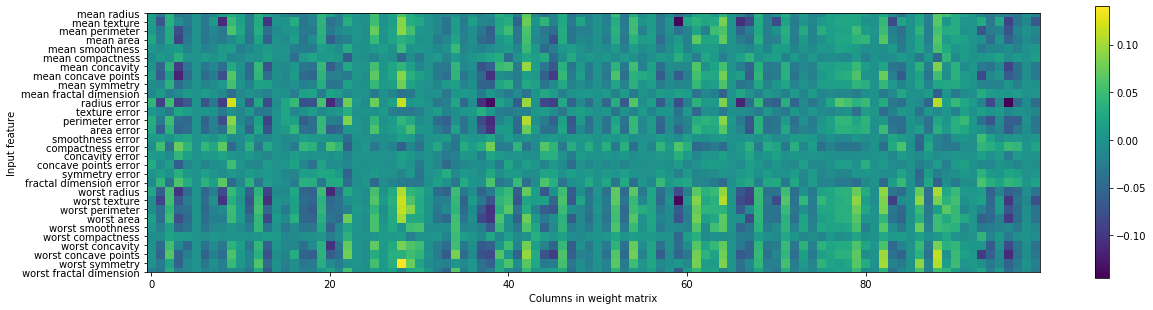 mean radius
mean texture
mean perimeter
mean area
mean smoothness
mean compactness
mean concavity
mean concave points
mean symmetry
mean fractal dimension
radius error
texture error
perimeter error
area error
smoothness error
compactness error
concavity error
concave points error
symmetry error
fractal dimension error
worst radius
worst texture
worst perimeter
worst area
worst smoothness
worst compactness
worst concavity
worst concave points
worst symmetry
worst fractal dimension
Input feature
0 20 40 60 80
Columns in weight matrix
0.10
0.05
0.00
−0.05
−0.10